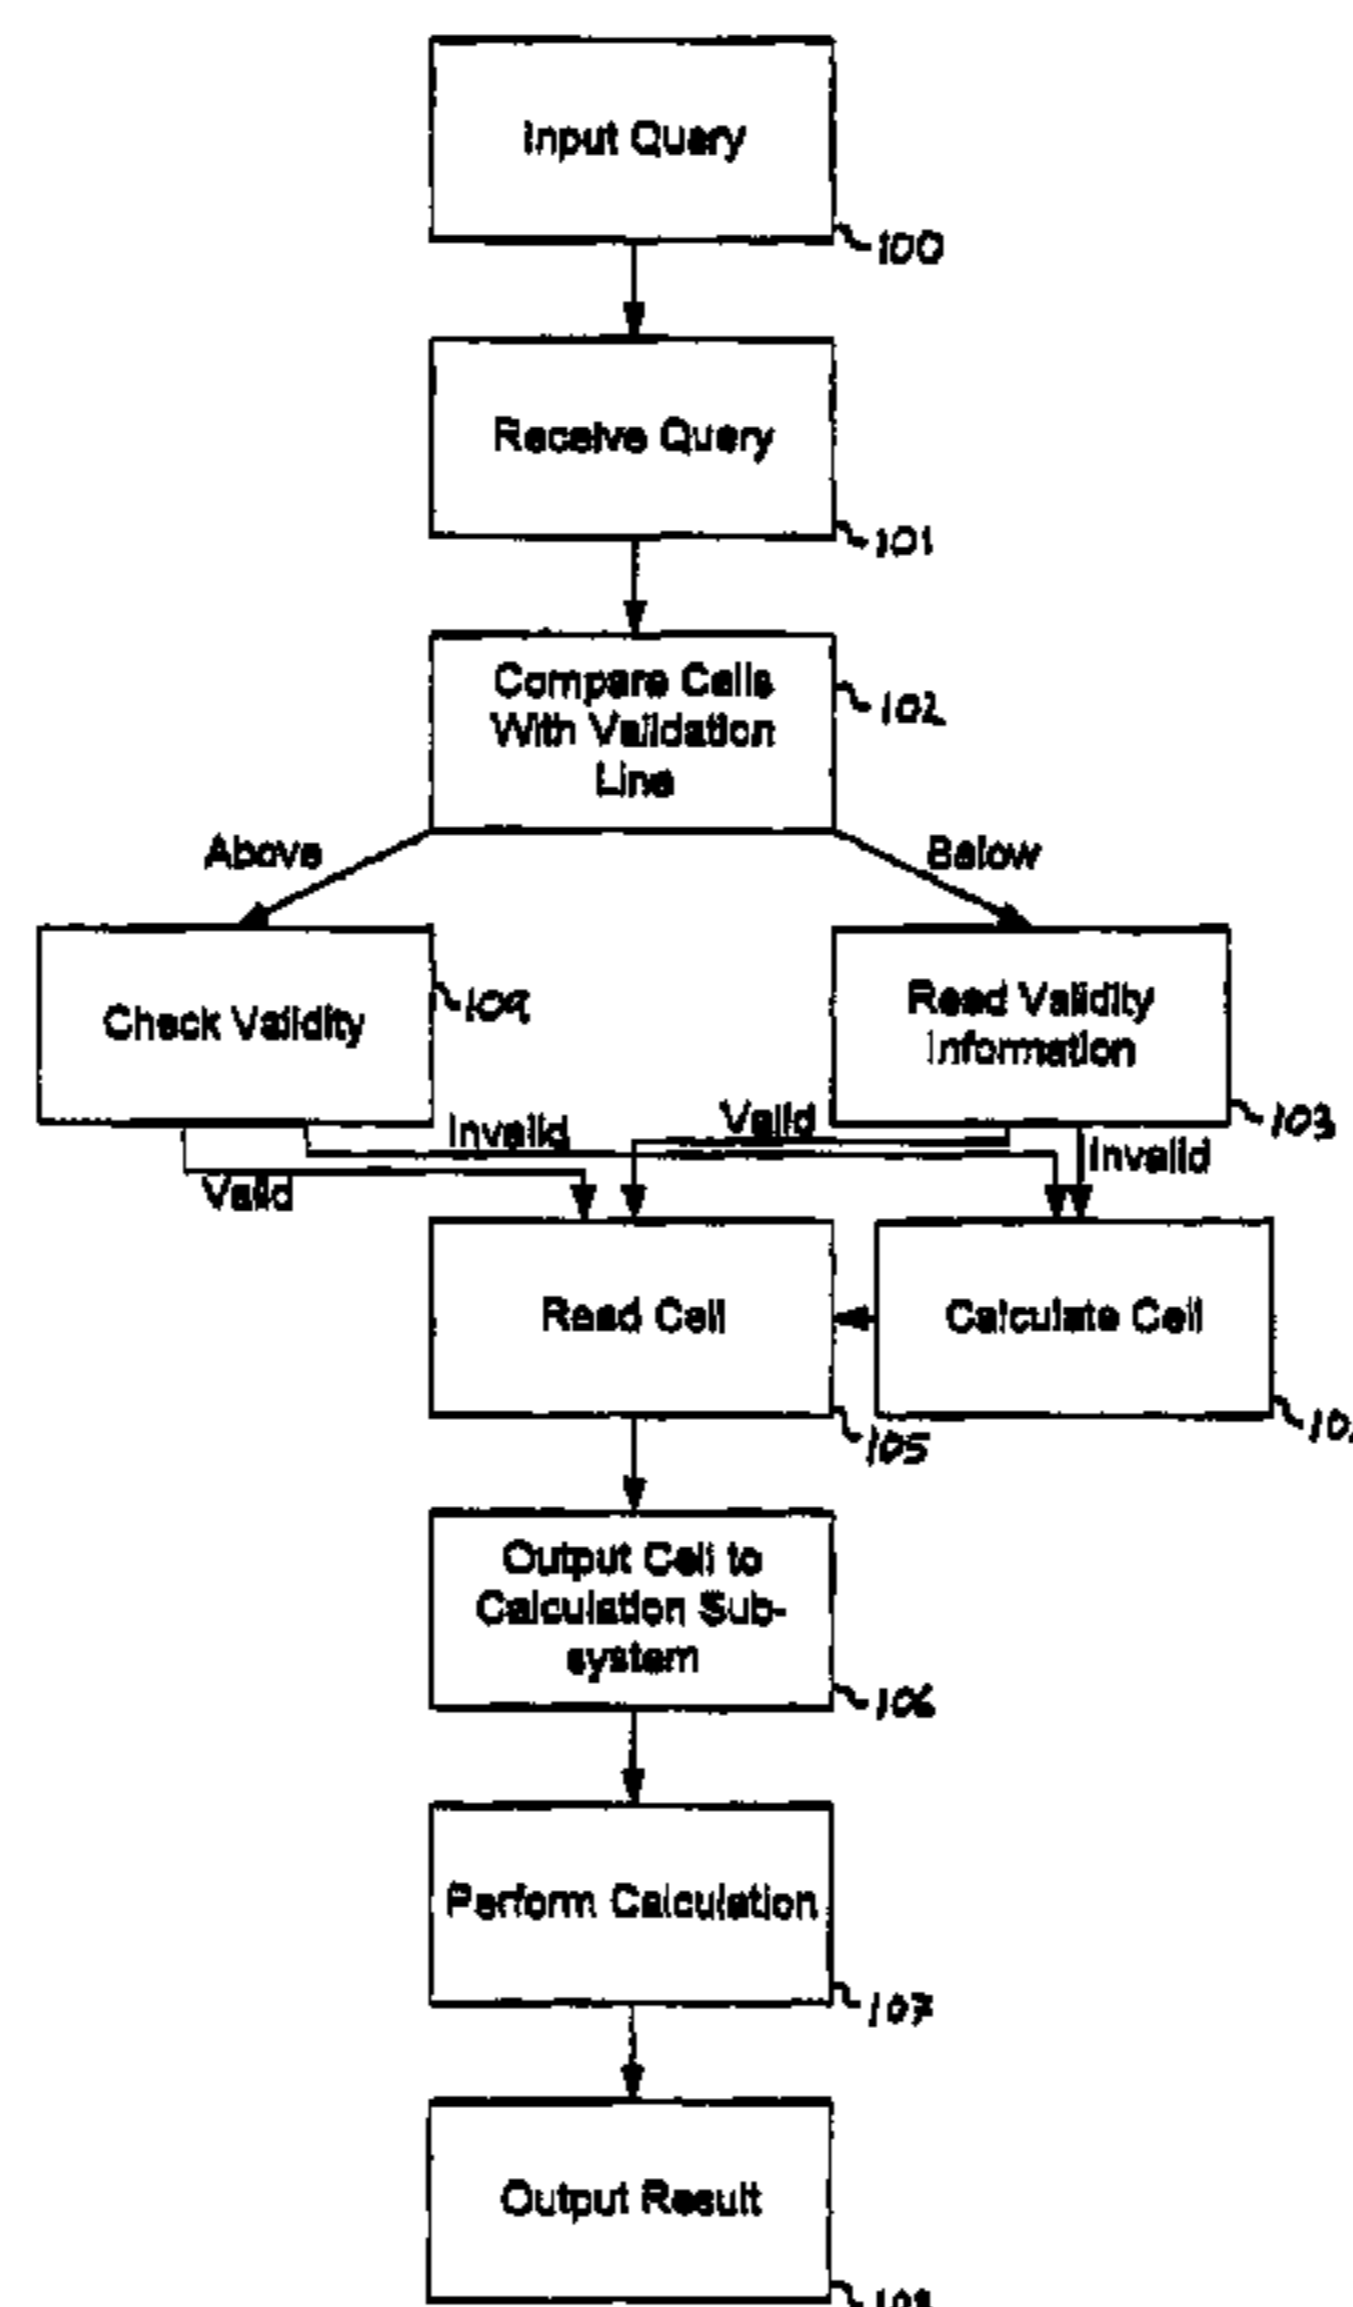 Input Query
100
Receive Query
101
Compare Cells
With Validation
Line
102
Above
Below
Check Validity
109
Read Validity
Information
103
Invalid
Valid
Invalid
Valid
Read Cell
105
Calculate Cell
Output Cell to
Calculation Sub-
system
106
Perform Calculation
107
Output Result